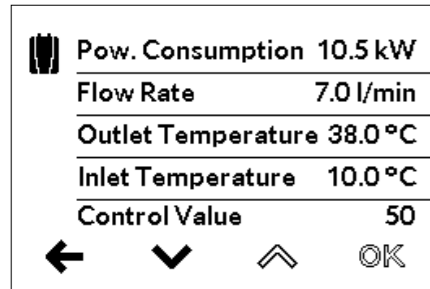 Pow. Consumption 10.5 kW
Flow Rate 7.0 l/min
Outlet Temperature 38.0 °C
Inlet Temperature 10.0 °C
Control Value 50
OK